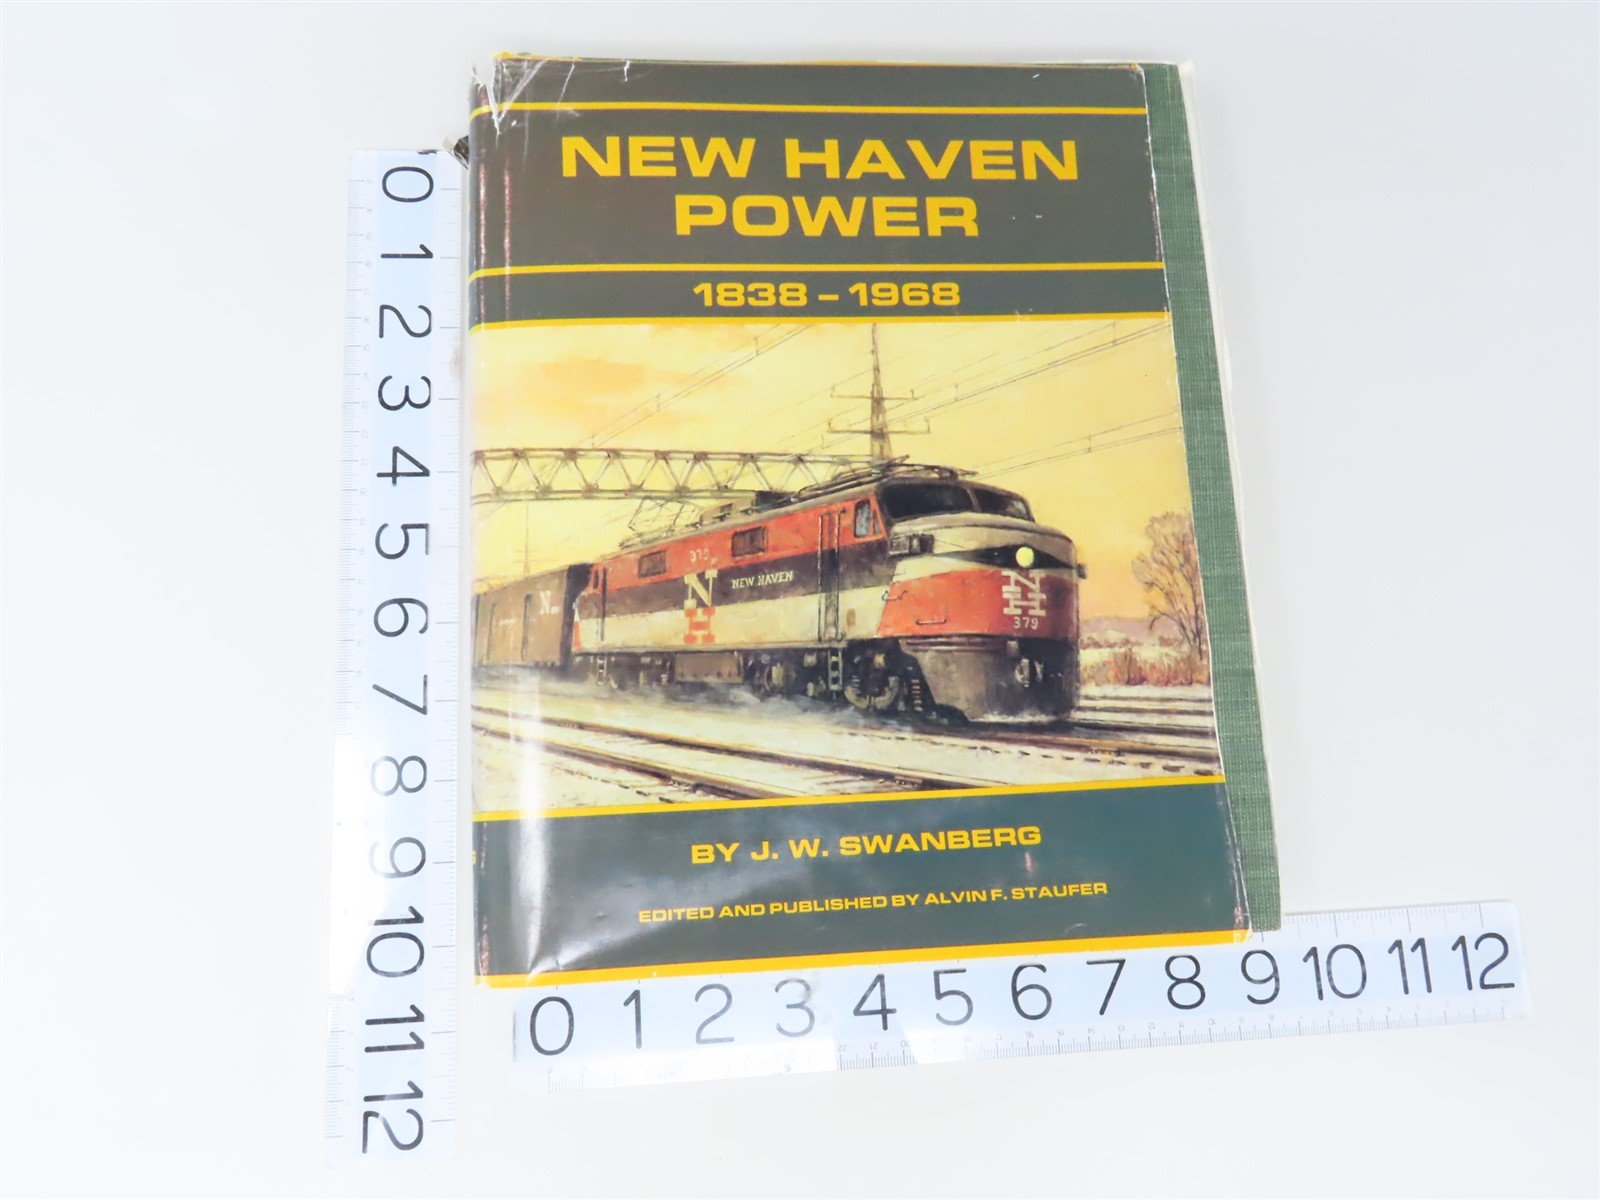 NEW HAVEN
POWER
1838 – 1968
379
NEW HAVEN
N
H
N
NH
379
BY J. W. SWANBERG
EDITED AND PUBLISHED BY ALVIN F. STAUFER
0 1 2 3 4 5 6 7 8 9 10 11 12
0 1 2 3 4 5 6 7 8 9 10 11 12